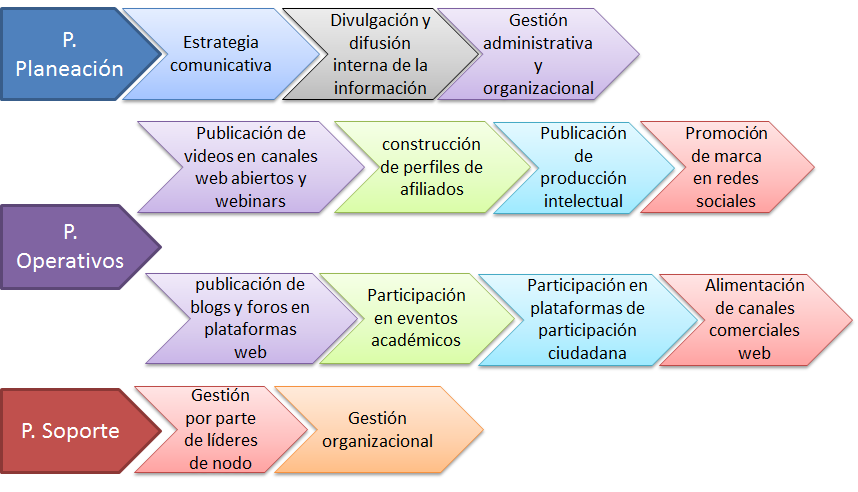 P.
Planeación
Estrategia
comunicativa
Divulgación y
difusión
interna de la
información
Gestión
administrativa
y
organizacional
Publicación de
videos en canales
web abiertos y
webinars
construcción
de perfiles de
afiliados
Publicación
de
producción
intelectual
Promoción
de marca
en redes
sociales
P.
Operativos
publicación de
blogs y foros en
plataformas
web
Participación
en eventos
académicos
Participación en
plataformas de
participación
ciudadana
Alimentación
de canales
comerciales
web
P. Soporte
Gestión
por parte
de líderes
de nodo
Gestión
organizacional